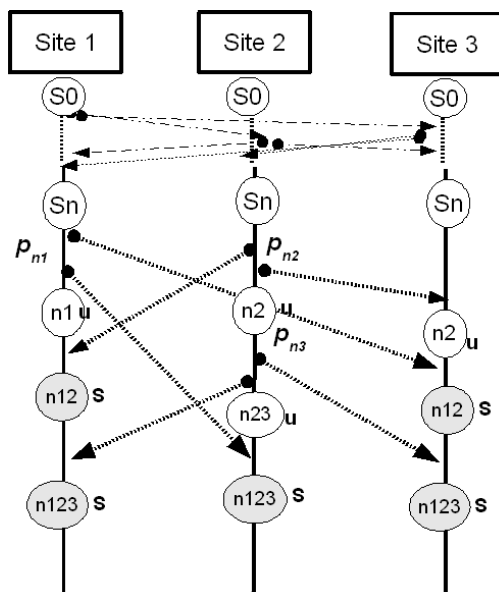 Site 1 Site 2 Site 3
S0 S0 S0
Sn Sn Sn
pn1 pn2
n1 u n2 u n2 u
pn3
n12 s n23 u n12 s
n123 s n123 s n123 s